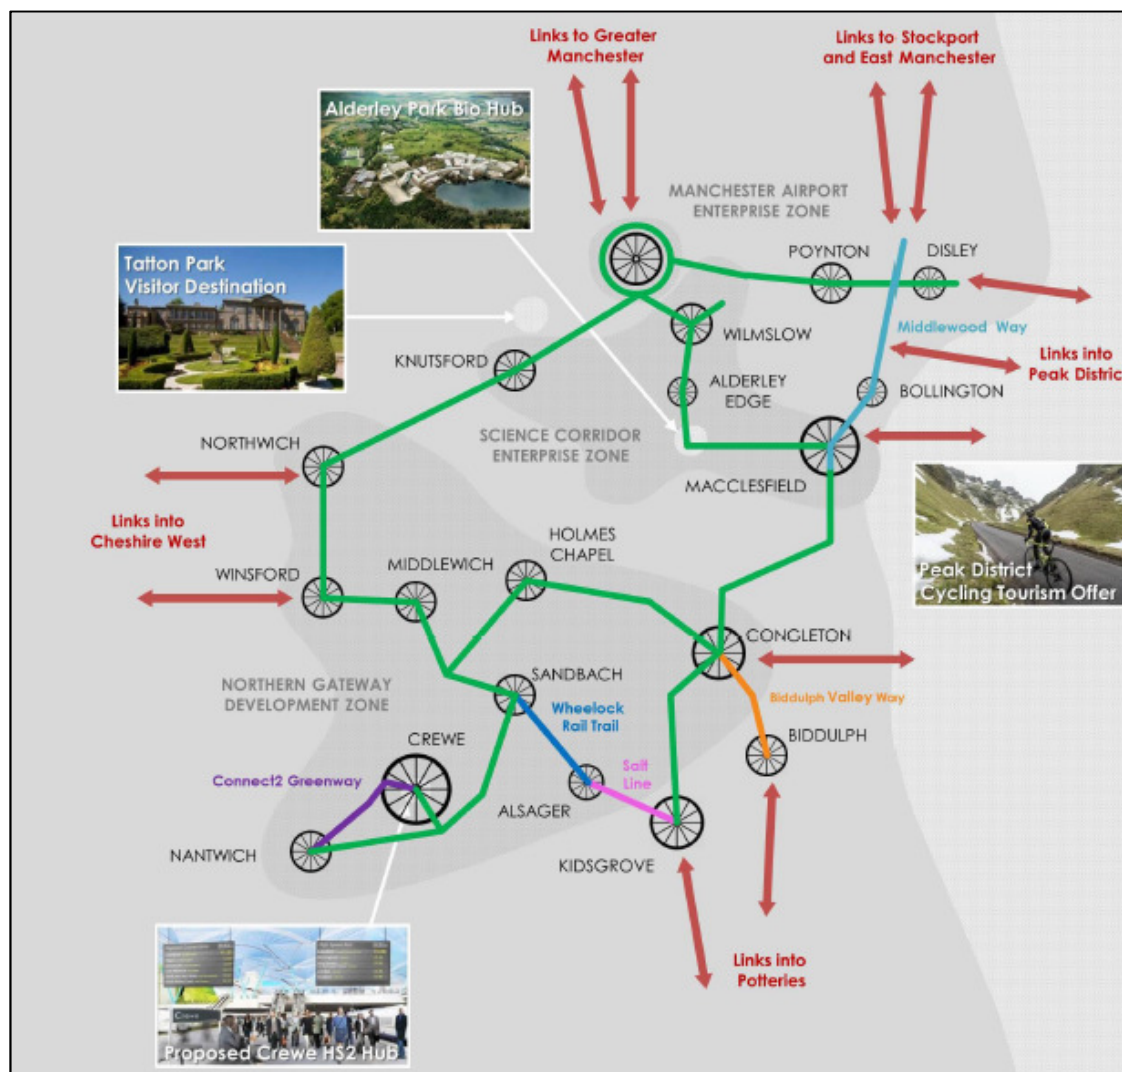 Links to Greater
Manchester
Links to Stockport
and East Manchester
Alderley Park Bio Hub
MANCHESTER AIRPORT
ENTERPRISE ZONE
POYNTON
DISLEY
Tatton Park
Visitor Destination
Middlewood Way
WILMSLOW
KNUTSFORD
Links into
Peak District
ALDERLEY
EDGE
BOLLINGTON
NORTHWICH
SCIENCE CORRIDOR
ENTERPRISE ZONE
MACCLESFIELD
Links into
Cheshire West
HOLMES
CHAPEL
MIDDLEWICH
WINSFORD
Peak District
Cycling Tourism Offer
CONGLETON
SANDBACH
NORTHERN GATEWAY
DEVELOPMENT ZONE
Biddulph Valley Way
Wheelock
Rail Trail
CREWE
BIDDULPH
Salt
Line
Connect2 Greenway
ALSAGER
NANTWICH
KIDSGROVE
Links into
Potteries
Crewe
Proposed Crewe HS2 Hub